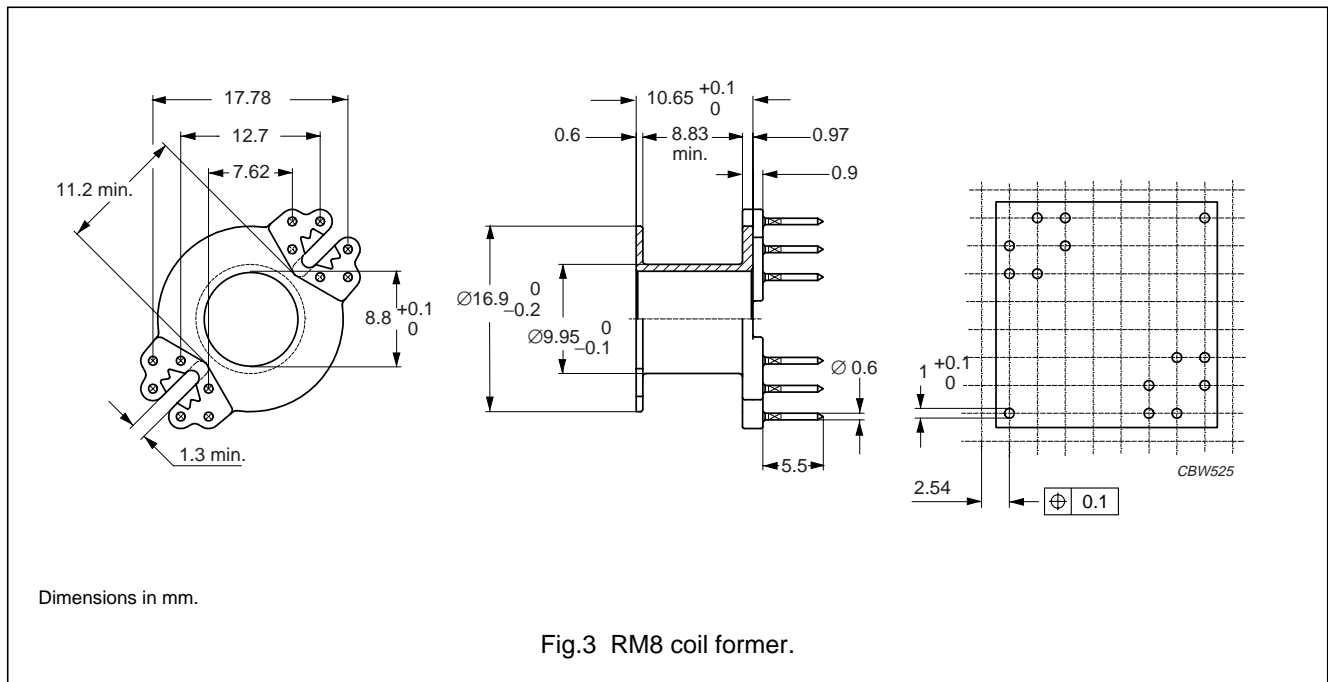 17.78
12.7
7.62
11.2 min.
8.8 +0.1 0
1.3 min.
10.65 +0.1 0
0.6
8.83 min.
0.97
0.9
∅16.9 0 –0.2
∅9.95 0 –0.1
∅ 0.6
5.5
1 +0.1 0
2.54
⌖ 0.1
CBW525
Dimensions in mm.
Fig.3 RM8 coil former.